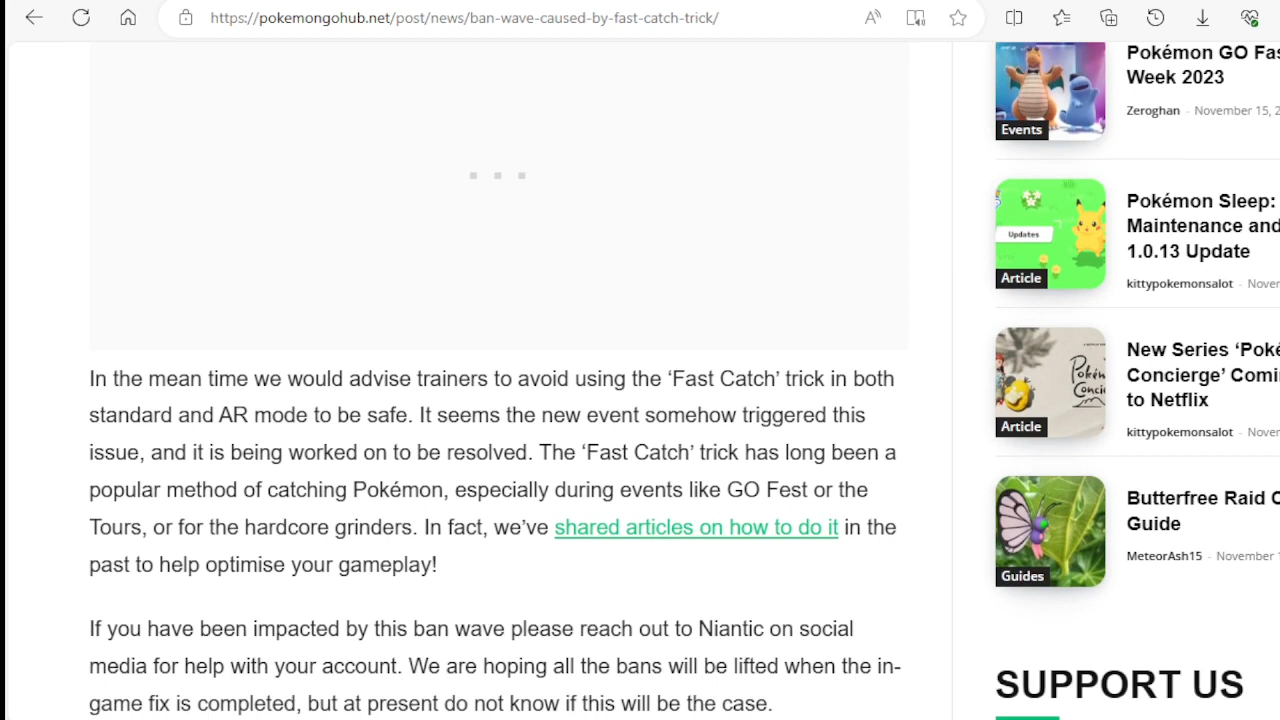 https://pokemongohub.net/post/news/ban-wave-caused-by-fast-catch-trick/
In the mean time we would advise trainers to avoid using the ‘Fast Catch’ trick in both
standard and AR mode to be safe. It seems the new event somehow triggered this
issue, and it is being worked on to be resolved. The ‘Fast Catch’ trick has long been a
popular method of catching Pokémon, especially during events like GO Fest or the
Tours, or for the hardcore grinders. In fact, we’ve shared articles on how to do it in the
past to help optimise your gameplay!
If you have been impacted by this ban wave please reach out to Niantic on social
media for help with your account. We are hoping all the bans will be lifted when the in-
game fix is completed, but at present do not know if this will be the case.
Events
Pokémon GO Fas
Week 2023
Zeroghan - November 15, 2
Updates
Article
Pokémon Sleep:
Maintenance and
1.0.13 Update
kittypokemonsalot - Nover
Article
New Series ‘Poké
Concierge’ Comi
to Netflix
kittypokemonsalot - Nover
Guides
Butterfree Raid C
Guide
MeteorAsh15 - November 1
SUPPORT US